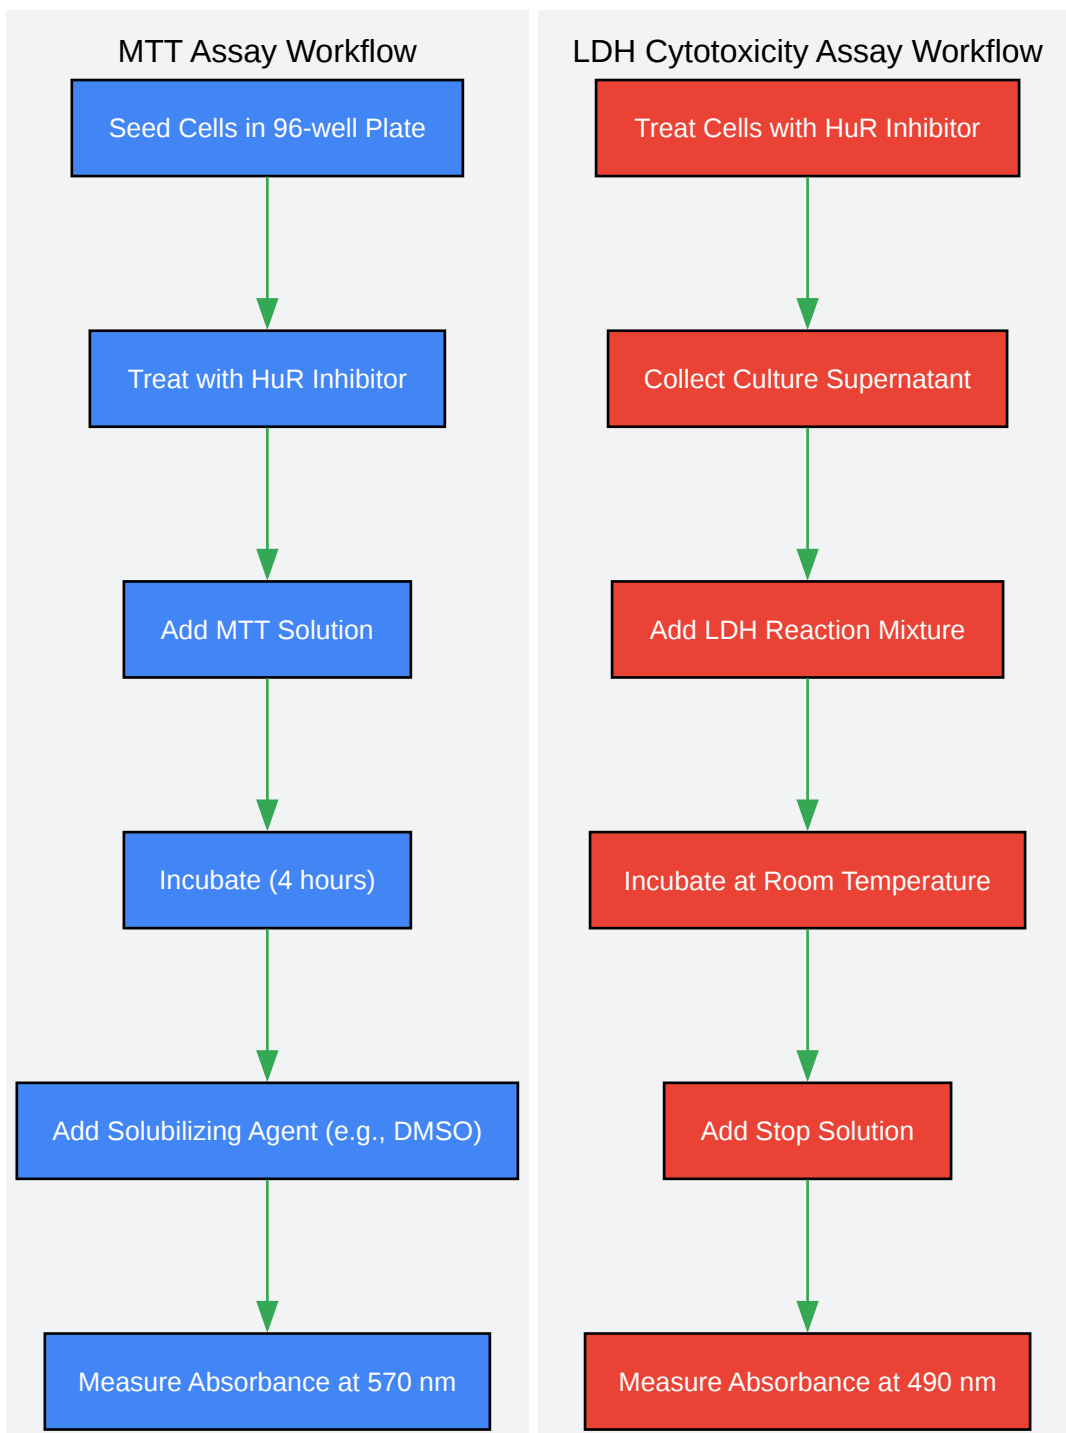 MTT Assay Workflow
Seed Cells in 96-well Plate
Treat with HuR Inhibitor
Add MTT Solution
Incubate (4 hours)
Add Solubilizing Agent (e.g., DMSO)
Measure Absorbance at 570 nm
LDH Cytotoxicity Assay Workflow
Treat Cells with HuR Inhibitor
Collect Culture Supernatant
Add LDH Reaction Mixture
Incubate at Room Temperature
Add Stop Solution
Measure Absorbance at 490 nm